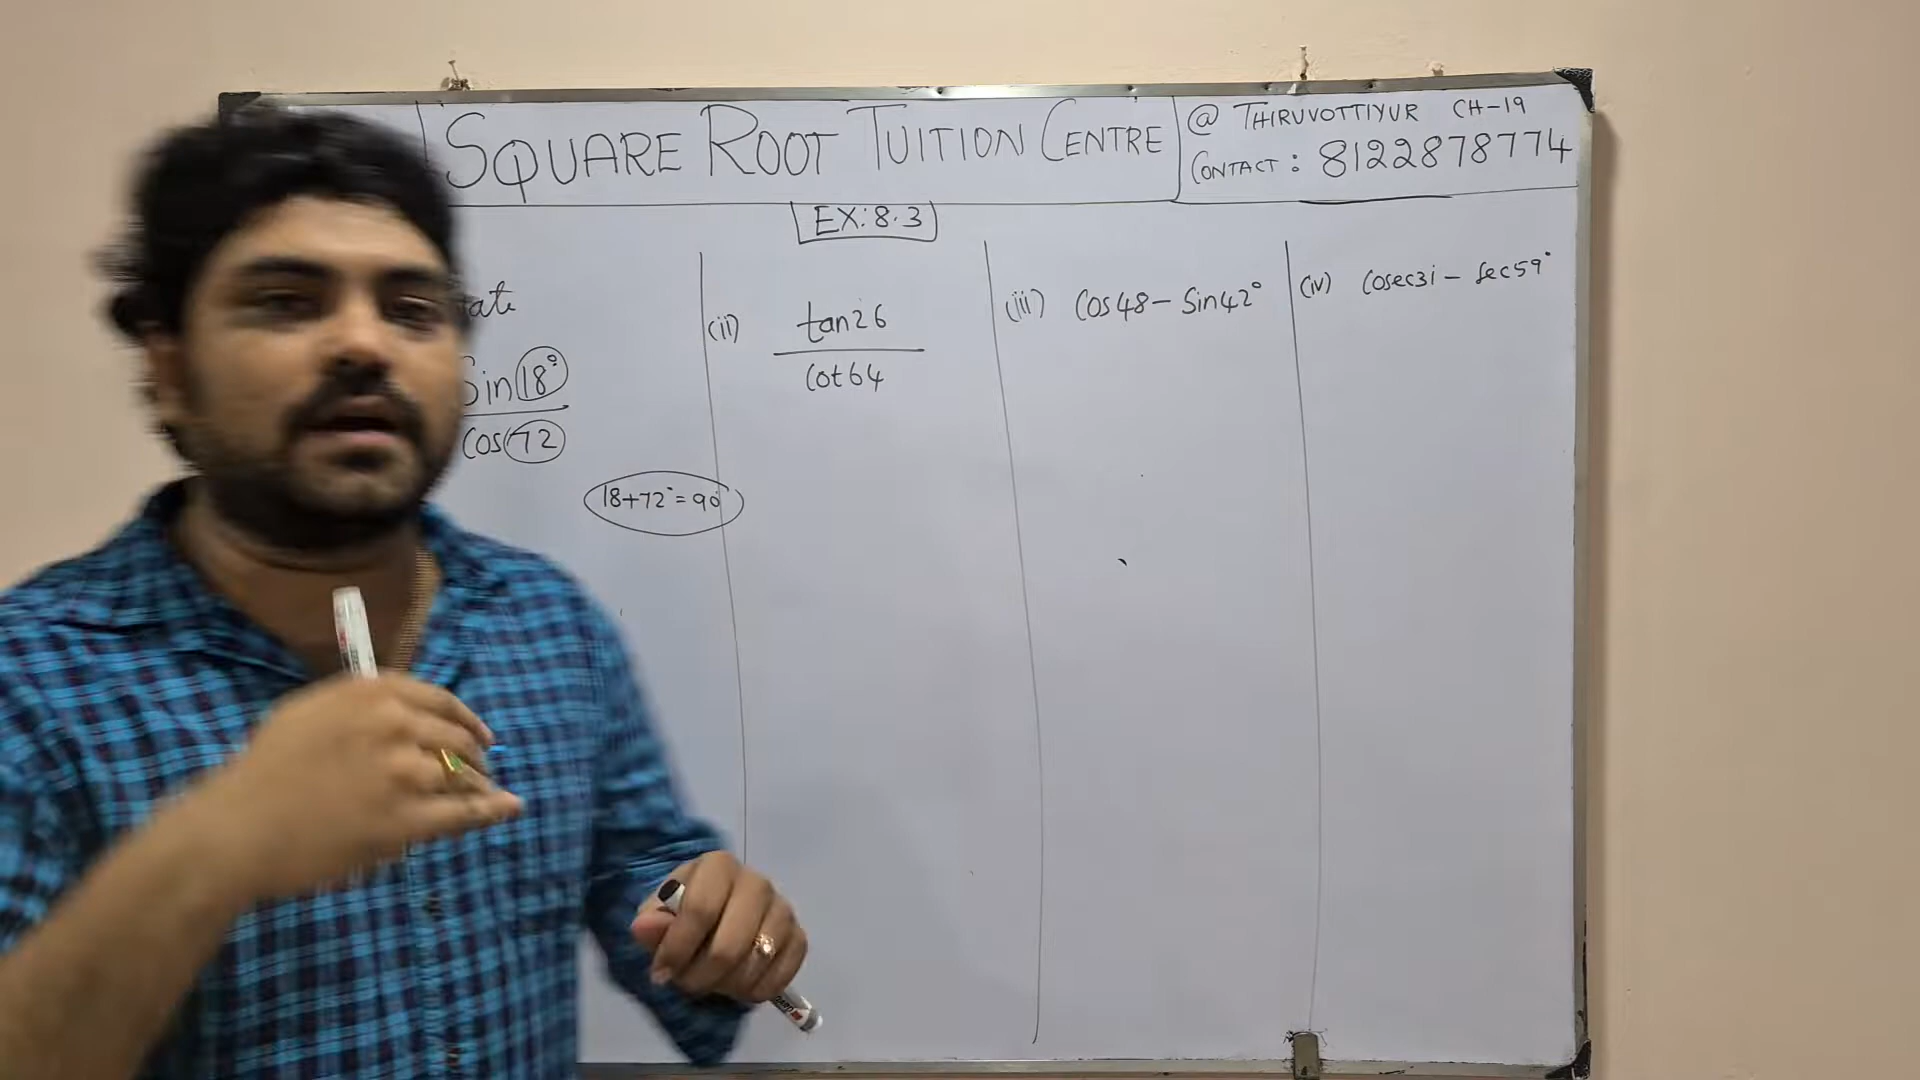 SQUARE ROOT TUITION CENTRE
@ THIRUVOTTIYUR CH-19
CONTACT : 8122878774
EX: 8.3
Sin 18°
Cos 72
18+72°=90°
(ii) tan26
Cot64
(iii) Cos48 - Sin42°
(iv) Cosec31 - Sec59°